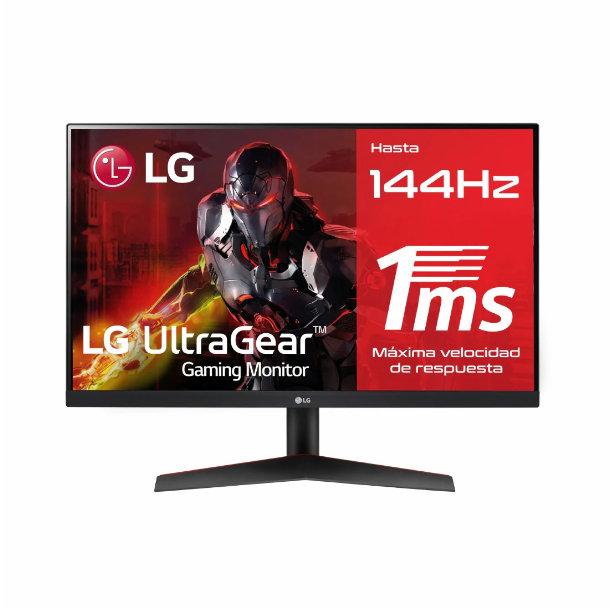 LG
LG UltraGear™
Gaming Monitor
Hasta
144Hz
1ms
Máxima velocidad
de respuesta
LG